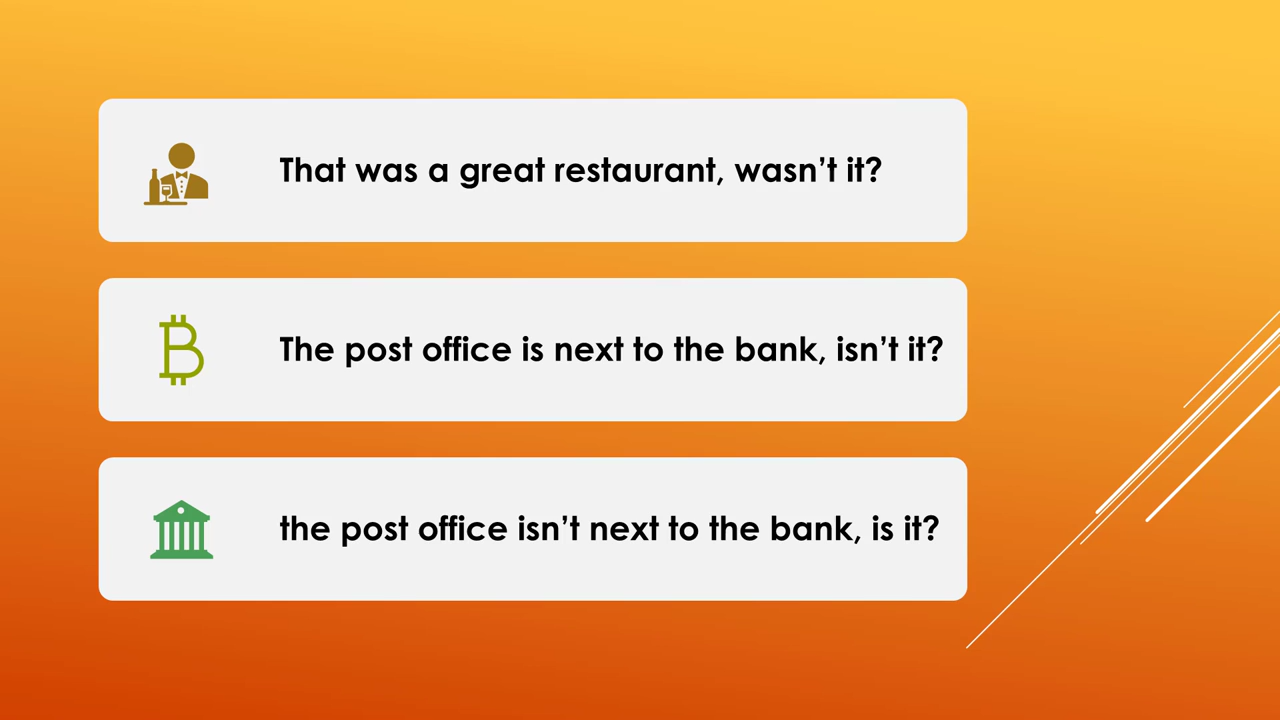 That was a great restaurant, wasn’t it?
The post office is next to the bank, isn’t it?
the post office isn’t next to the bank, is it?